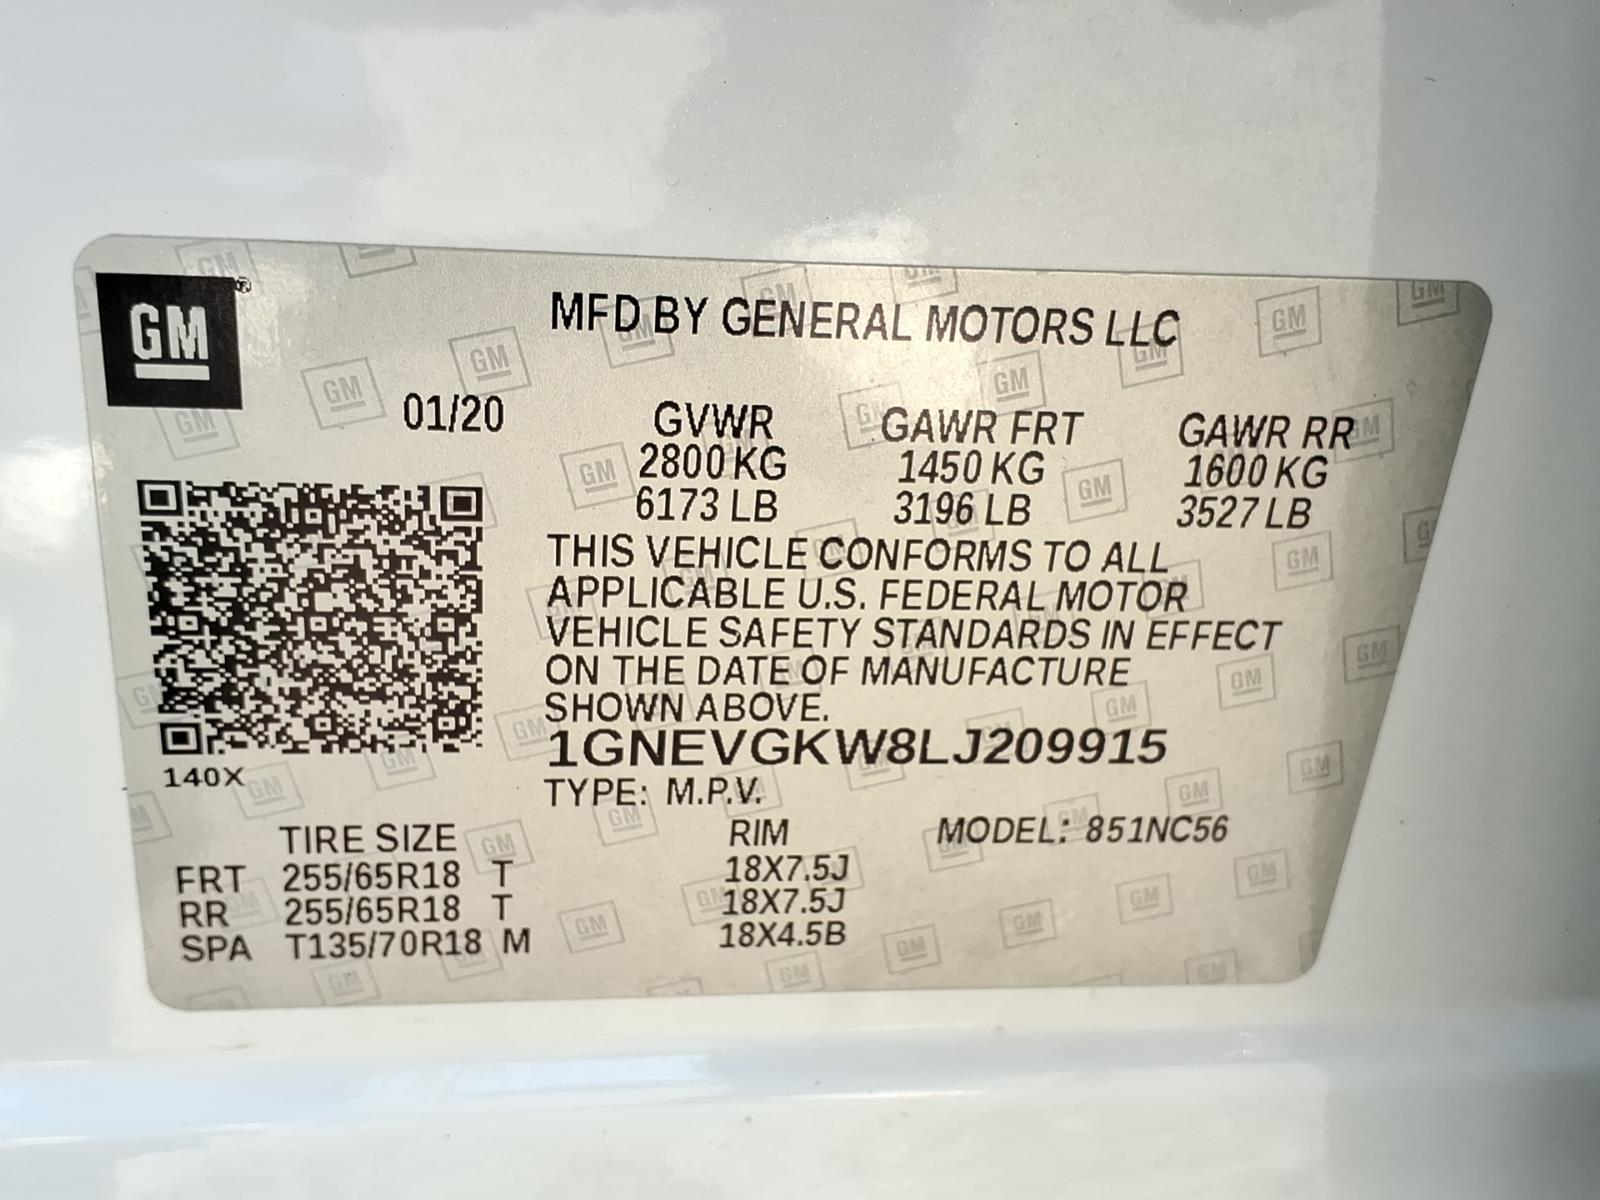 GM®
MFD BY GENERAL MOTORS LLC
01/20 GVWR GAWR FRT GAWR RR
2800 KG 1450 KG 1600 KG
6173 LB 3196 LB 3527 LB
THIS VEHICLE CONFORMS TO ALL
APPLICABLE U.S. FEDERAL MOTOR
VEHICLE SAFETY STANDARDS IN EFFECT
ON THE DATE OF MANUFACTURE
SHOWN ABOVE.
1GNEVGKW8LJ209915
140X
TYPE: M.P.V.
TIRE SIZE RIM MODEL: 851NC56
FRT 255/65R18 T 18X7.5J
RR 255/65R18 T 18X7.5J
SPA T135/70R18 M 18X4.5B